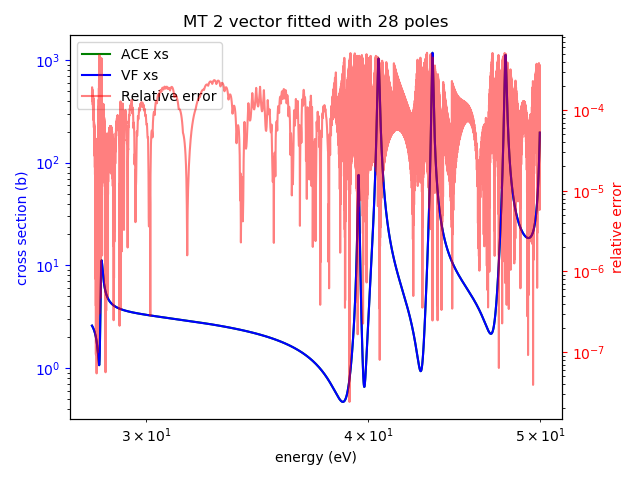 MT 2 vector fitted with 28 poles
ACE xs
VF xs
Relative error
10³
10²
10¹
10⁰
cross section (b)
10⁻⁴
10⁻⁵
10⁻⁶
10⁻⁷
relative error
3 × 10¹
4 × 10¹
5 × 10¹
energy (eV)